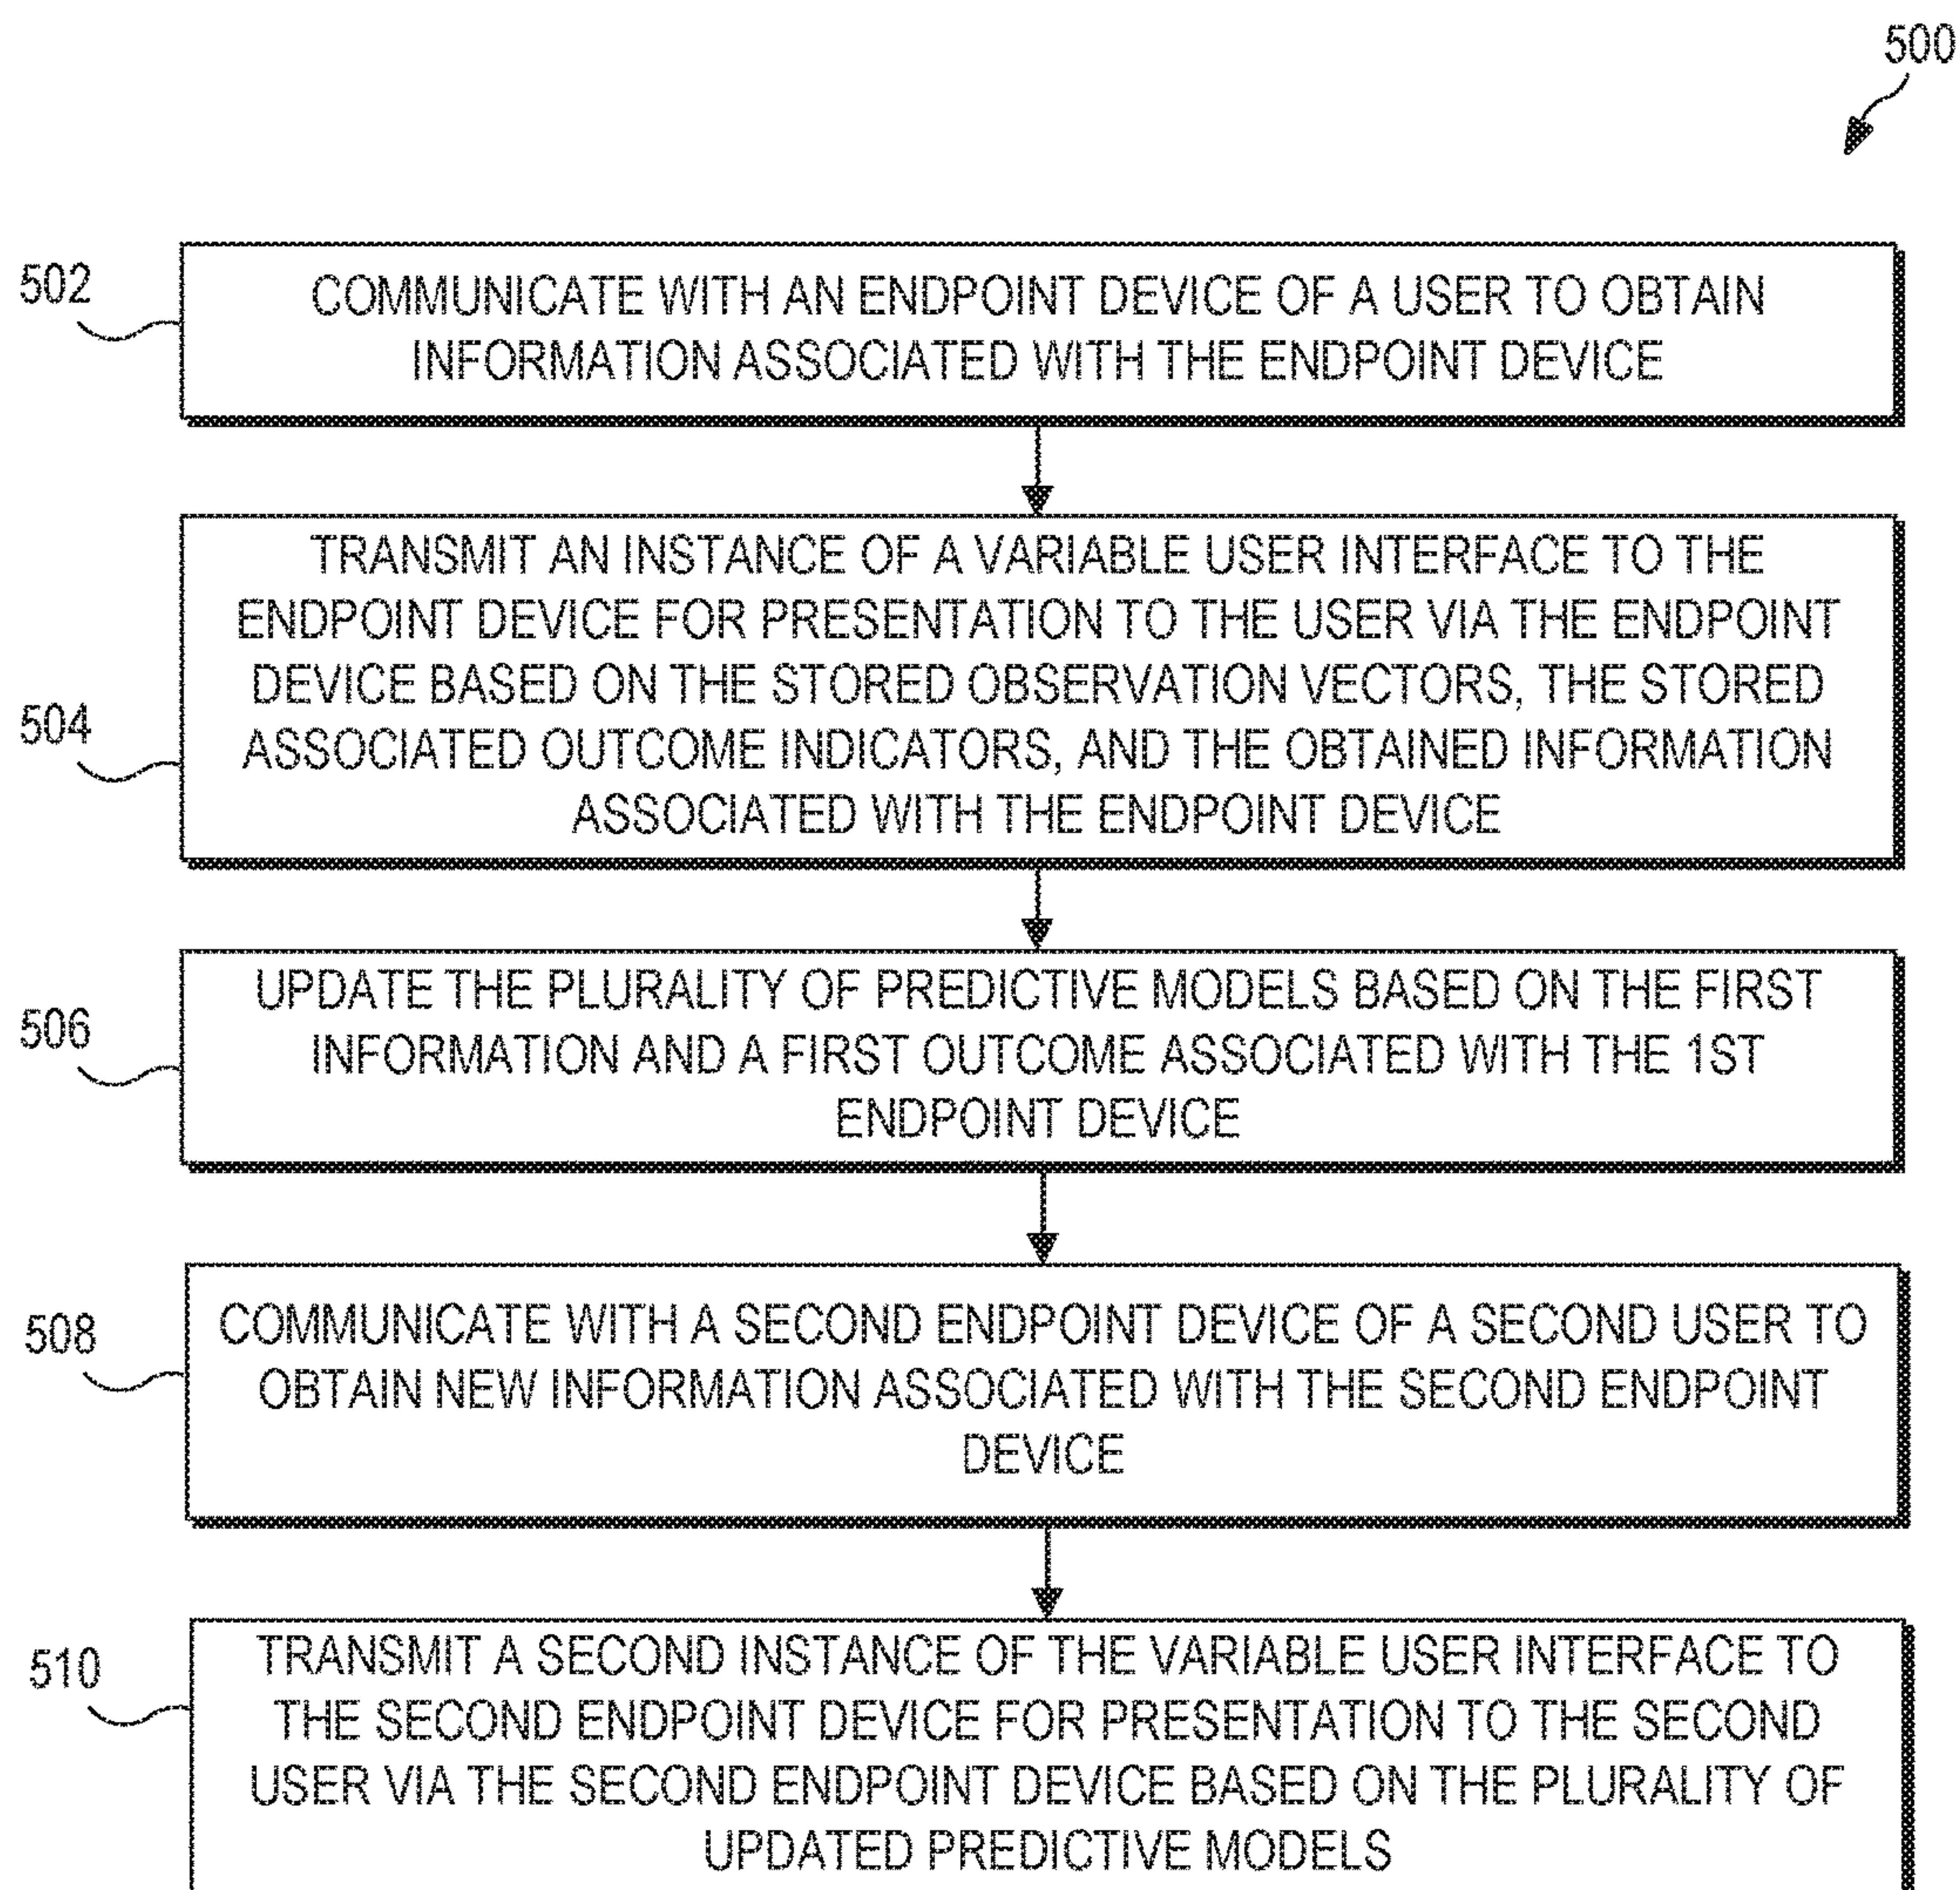 500
502
COMMUNICATE WITH AN ENDPOINT DEVICE OF A USER TO OBTAIN
INFORMATION ASSOCIATED WITH THE ENDPOINT DEVICE
504
TRANSMIT AN INSTANCE OF A VARIABLE USER INTERFACE TO THE
ENDPOINT DEVICE FOR PRESENTATION TO THE USER VIA THE ENDPOINT
DEVICE BASED ON THE STORED OBSERVATION VECTORS, THE STORED
ASSOCIATED OUTCOME INDICATORS, AND THE OBTAINED INFORMATION
ASSOCIATED WITH THE ENDPOINT DEVICE
506
UPDATE THE PLURALITY OF PREDICTIVE MODELS BASED ON THE FIRST
INFORMATION AND A FIRST OUTCOME ASSOCIATED WITH THE 1ST
ENDPOINT DEVICE
508
COMMUNICATE WITH A SECOND ENDPOINT DEVICE OF A SECOND USER TO
OBTAIN NEW INFORMATION ASSOCIATED WITH THE SECOND ENDPOINT
DEVICE
510
TRANSMIT A SECOND INSTANCE OF THE VARIABLE USER INTERFACE TO
THE SECOND ENDPOINT DEVICE FOR PRESENTATION TO THE SECOND
USER VIA THE SECOND ENDPOINT DEVICE BASED ON THE PLURALITY OF
UPDATED PREDICTIVE MODELS